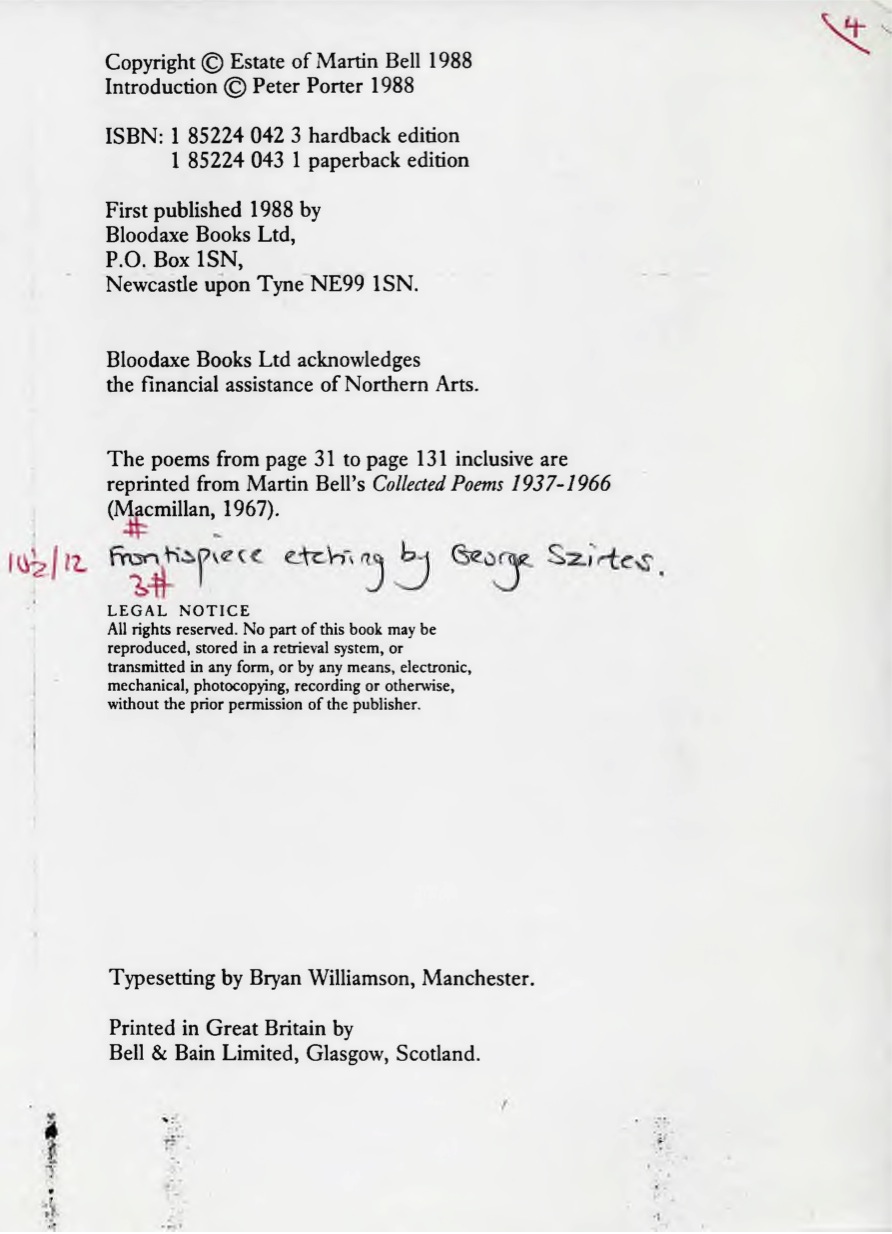 4
Copyright © Estate of Martin Bell 1988
Introduction © Peter Porter 1988
ISBN: 1 85224 042 3 hardback edition
1 85224 043 1 paperback edition
First published 1988 by
Bloodaxe Books Ltd,
P.O. Box 1SN,
Newcastle upon Tyne NE99 1SN.
Bloodaxe Books Ltd acknowledges
the financial assistance of Northern Arts.
The poems from page 31 to page 131 inclusive are
reprinted from Martin Bell's Collected Poems 1937-1966
(Macmillan, 1967).
#
10½/12 Frontispiece etching by George Szirtes.
3#
LEGAL NOTICE
All rights reserved. No part of this book may be
reproduced, stored in a retrieval system, or
transmitted in any form, or by any means, electronic,
mechanical, photocopying, recording or otherwise,
without the prior permission of the publisher.
Typesetting by Bryan Williamson, Manchester.
Printed in Great Britain by
Bell & Bain Limited, Glasgow, Scotland.